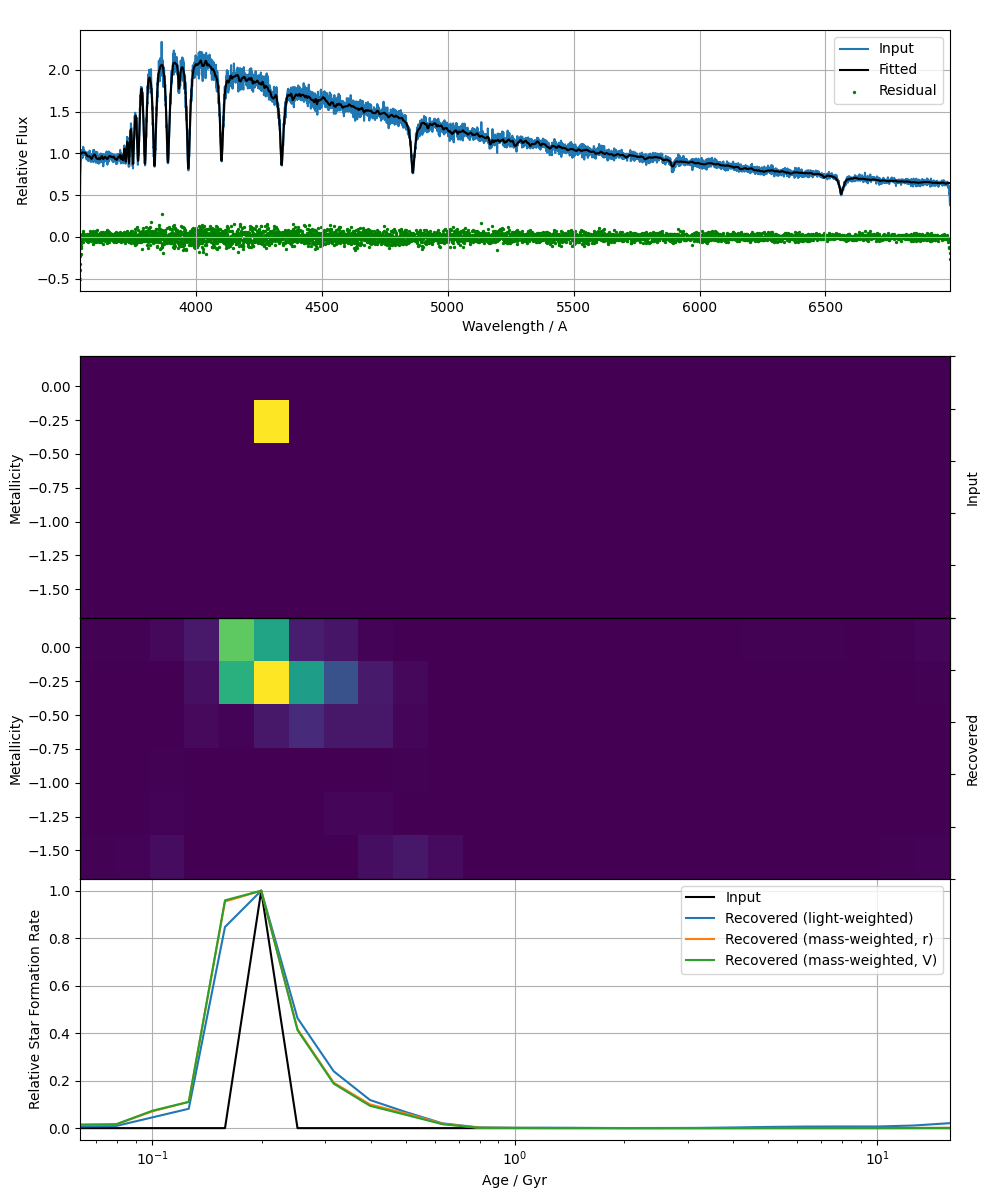 2.0
1.5
1.0
0.5
0.0
−0.5
Relative Flux
Input
Fitted
Residual
4000
4500
5000
5500
6000
6500
Wavelength / A
0.00
−0.25
−0.50
−0.75
−1.00
−1.25
−1.50
Metallicity
Input
0.00
−0.25
−0.50
−0.75
−1.00
−1.25
−1.50
Metallicity
Recovered
1.0
0.8
0.6
0.4
0.2
0.0
Relative Star Formation Rate
Input
Recovered (light-weighted)
Recovered (mass-weighted, r)
Recovered (mass-weighted, V)
10⁻¹
10⁰
10¹
Age / Gyr